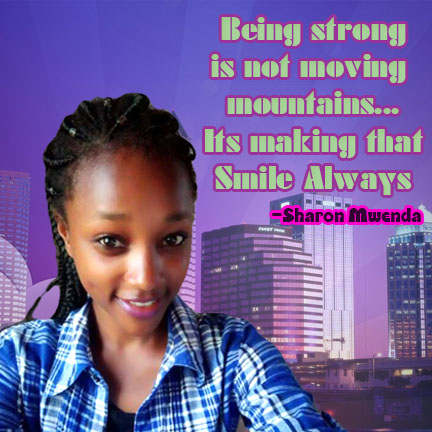 Being strong
is not moving
mountains...
Its making that
Smile Always
-Sharon Mwenda